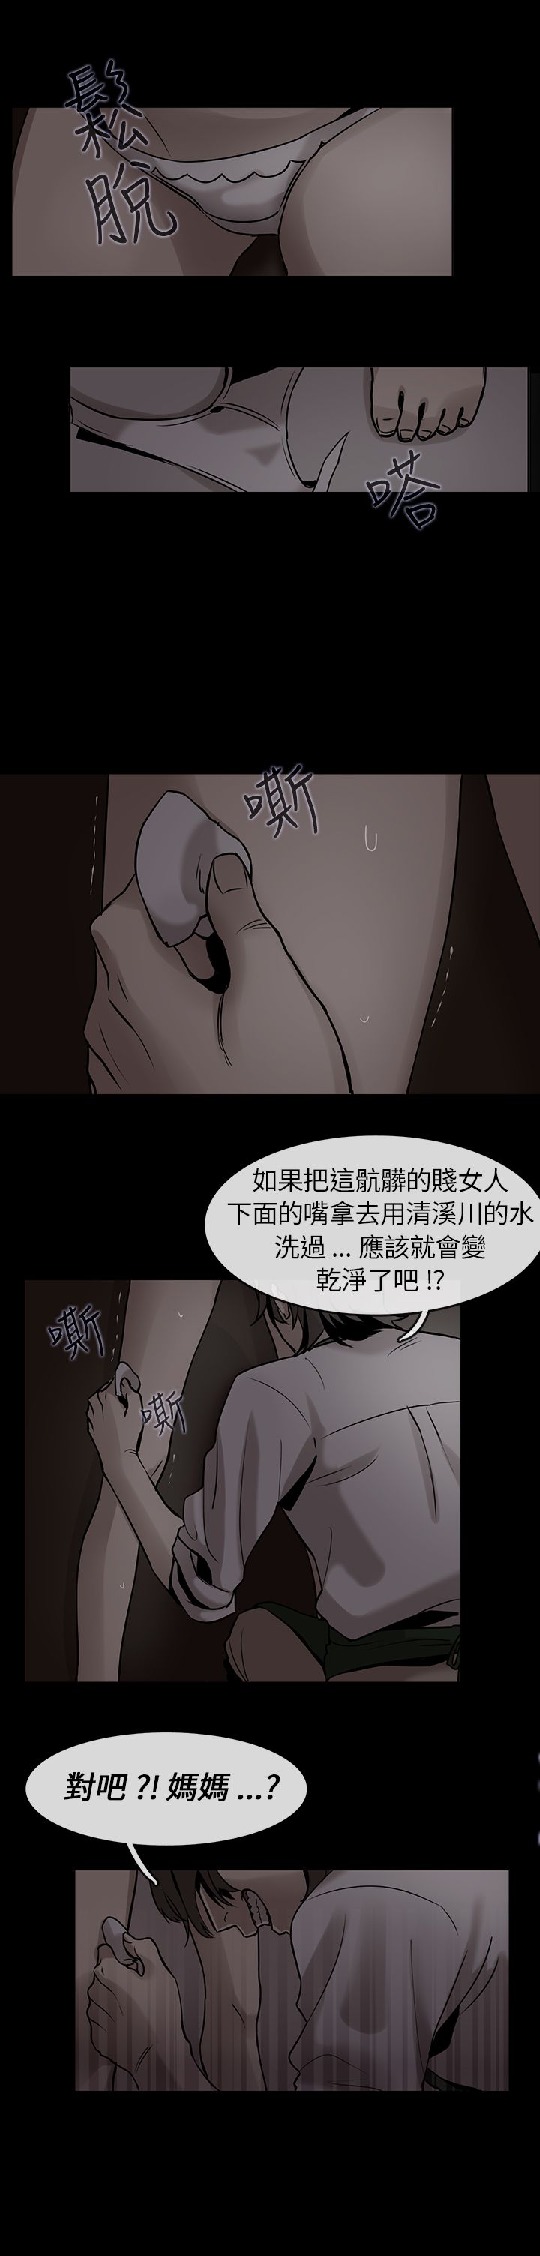 鬆
脫
嗒
嘶
如果把這骯髒的賤女人
下面的嘴拿去用清溪川的水
洗過 ... 應該就會變
乾淨了吧 !?
嘶
嘶
對吧 ?! 媽媽 ...?